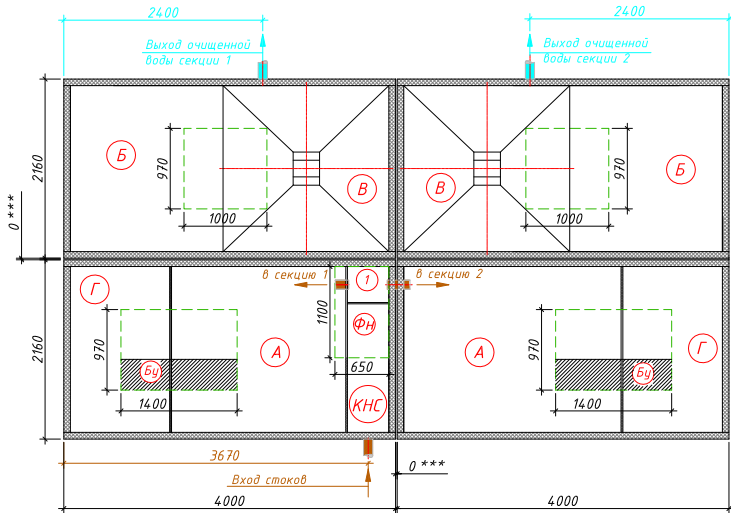 2400
2400
Выход очищенной
воды секции 1
Выход очищенной
воды секции 2
2160
Б
970
1000
В
В
970
1000
Б
0 ***
в секцию 1
1
в секцию 2
Г
1100
Фн
2160
970
А
А
970
Г
Бу
650
Бу
1400
КНС
1400
3670
0 ***
Вход стоков
4000
4000